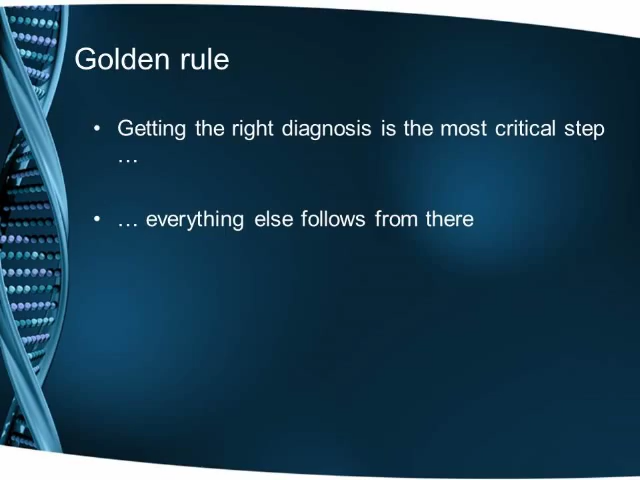 Golden rule
• Getting the right diagnosis is the most critical step
…
• … everything else follows from there